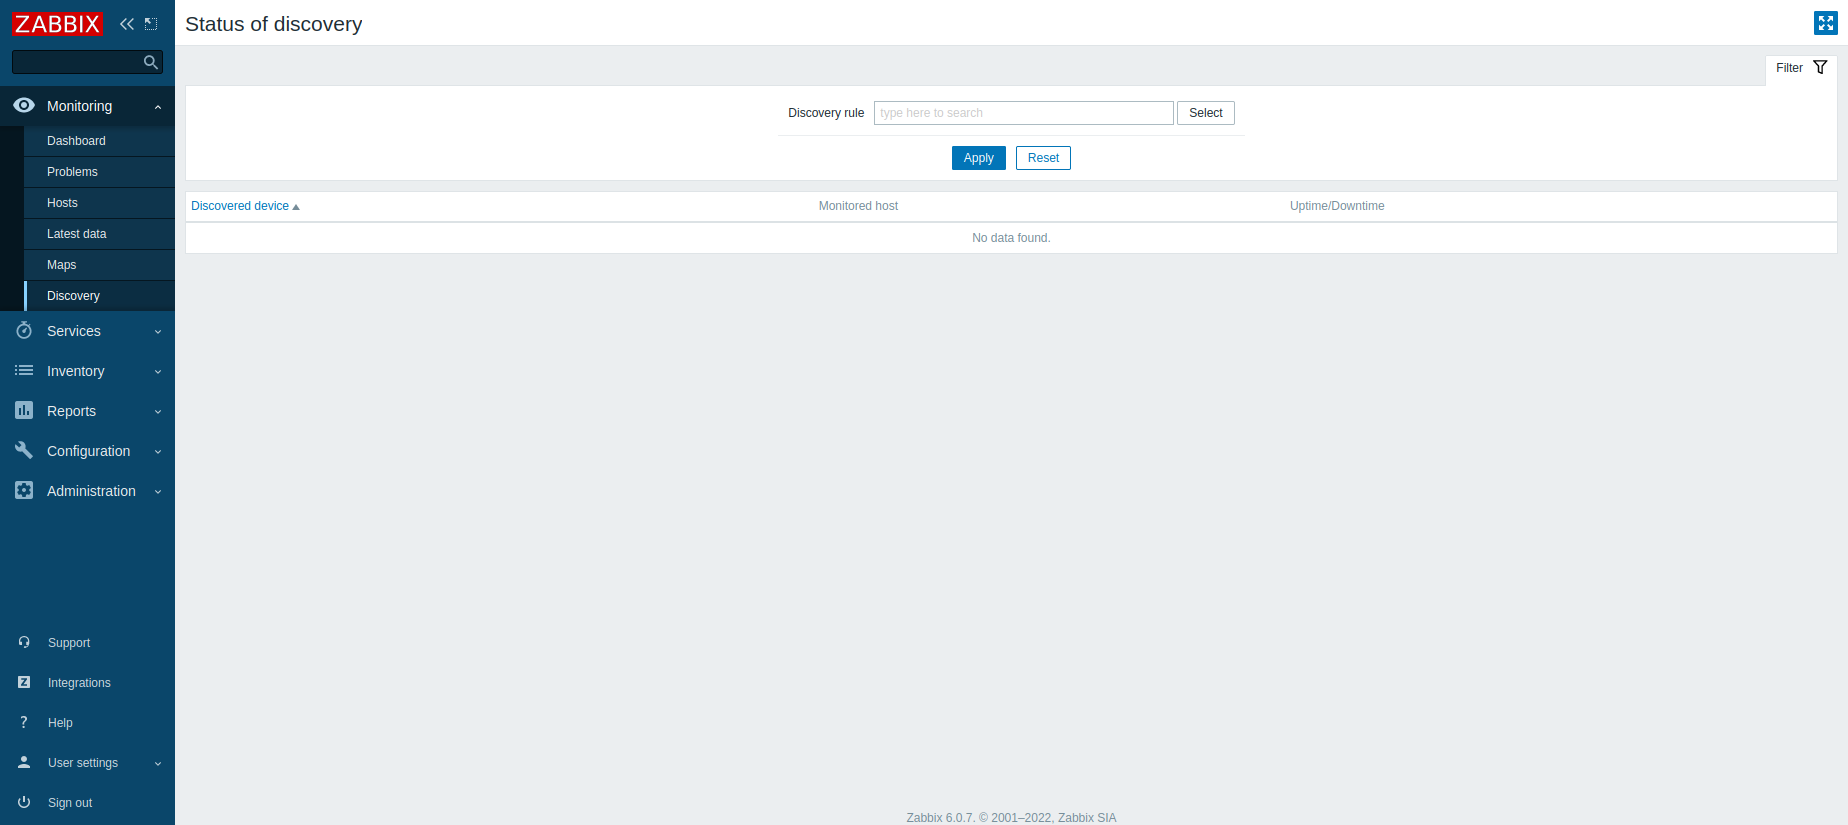 ZABBIX
Status of discovery
Filter
Monitoring
Dashboard
Problems
Hosts
Latest data
Maps
Discovery
Services
Inventory
Reports
Configuration
Administration
Support
Integrations
Help
User settings
Sign out
Discovery rule type here to search Select
Apply Reset
Discovered device Monitored host Uptime/Downtime
No data found.
Zabbix 6.0.7. © 2001–2022, Zabbix SIA